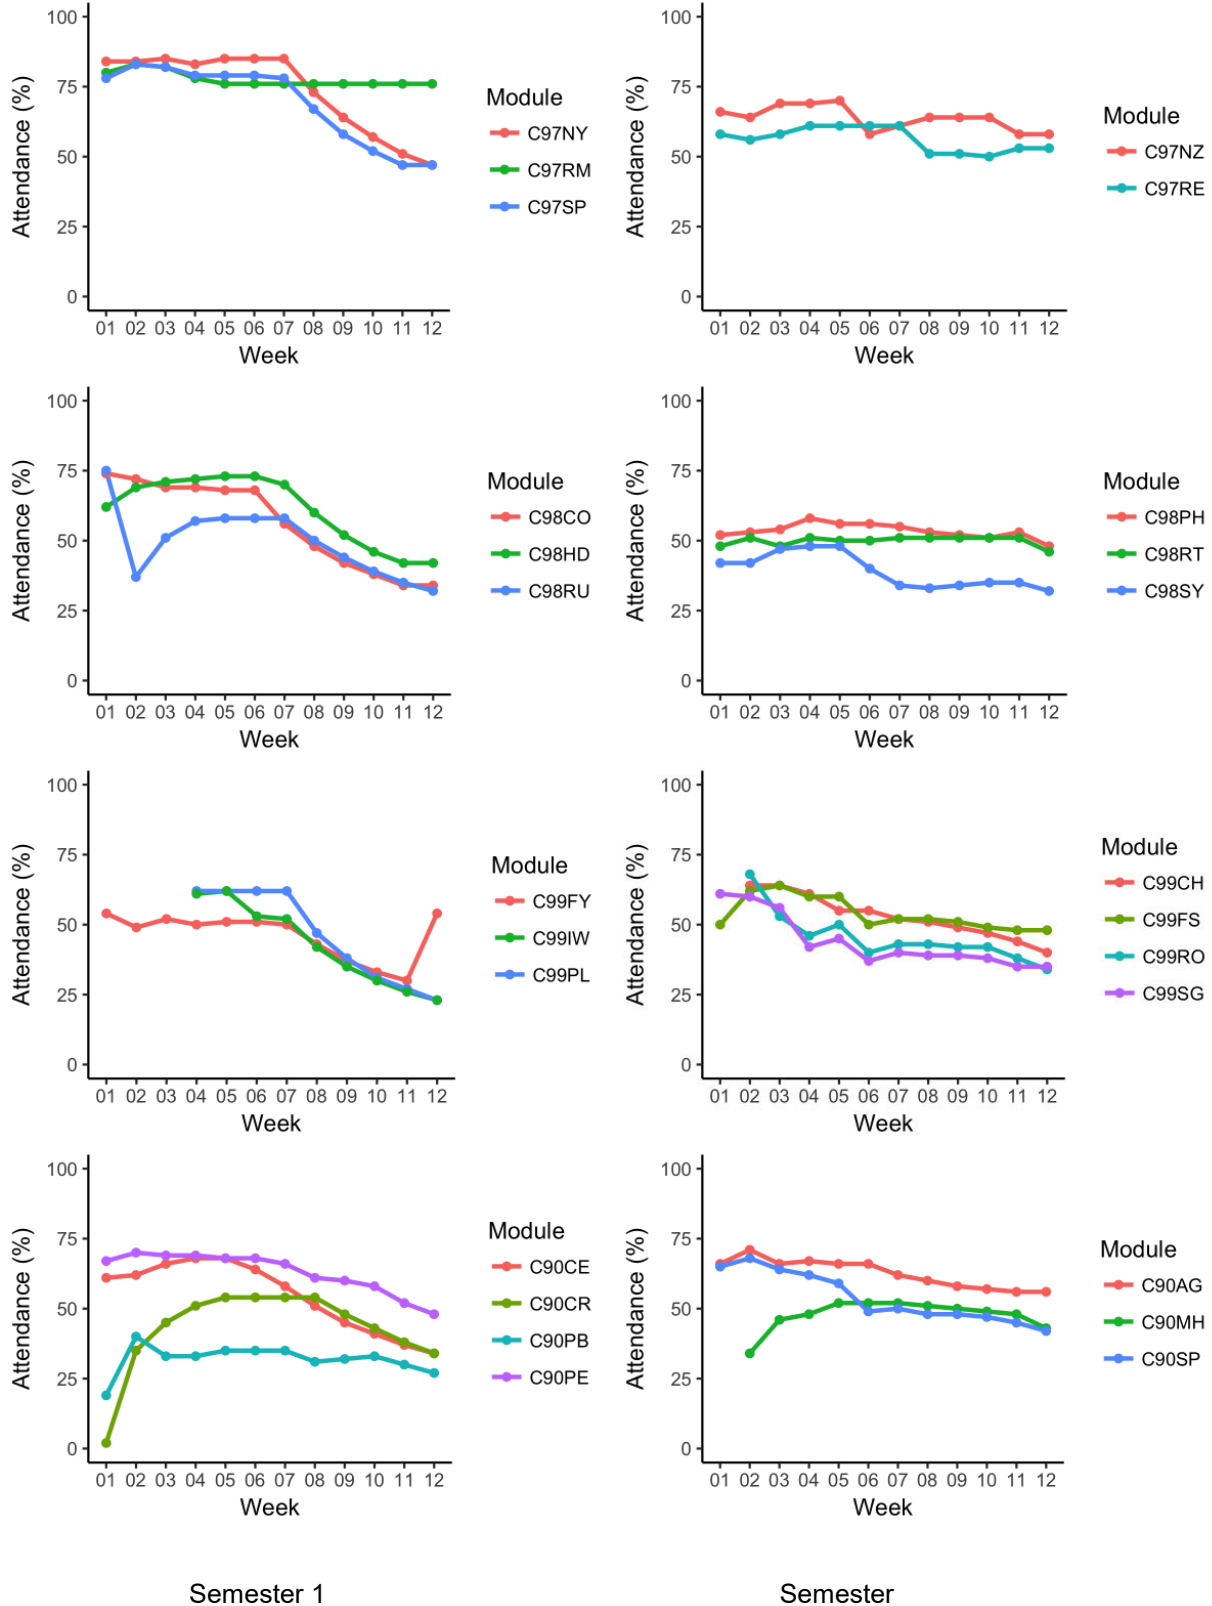 100
75
50
25
0
Attendance (%)
01 02 03 04 05 06 07 08 09 10 11 12
Week
Module
C97NY
C97RM
C97SP
100
75
50
25
0
Attendance (%)
01 02 03 04 05 06 07 08 09 10 11 12
Week
Module
C97NZ
C97RE
100
75
50
25
0
Attendance (%)
01 02 03 04 05 06 07 08 09 10 11 12
Week
Module
C98CO
C98HD
C98RU
100
75
50
25
0
Attendance (%)
01 02 03 04 05 06 07 08 09 10 11 12
Week
Module
C98PH
C98RT
C98SY
100
75
50
25
0
Attendance (%)
01 02 03 04 05 06 07 08 09 10 11 12
Week
Module
C99FY
C99IW
C99PL
100
75
50
25
0
Attendance (%)
01 02 03 04 05 06 07 08 09 10 11 12
Week
Module
C99CH
C99FS
C99RO
C99SG
100
75
50
25
0
Attendance (%)
01 02 03 04 05 06 07 08 09 10 11 12
Week
Module
C90CE
C90CR
C90PB
C90PE
100
75
50
25
0
Attendance (%)
01 02 03 04 05 06 07 08 09 10 11 12
Week
Module
C90AG
C90MH
C90SP
Semester 1
Semester